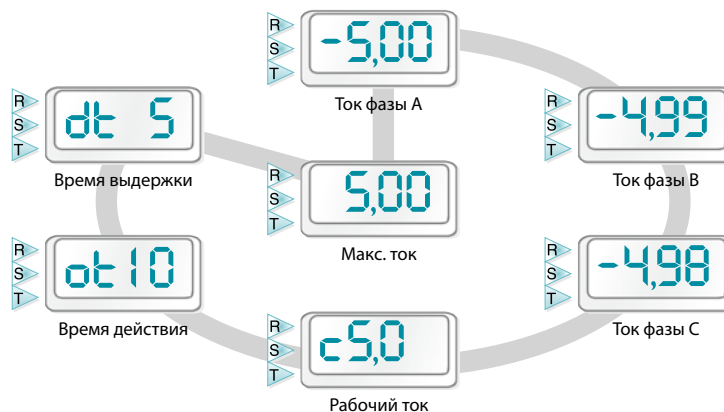 R
S
T
-5,00
Ток фазы A
R
S
T
dt 5
Время выдержки
R
S
T
5,00
Макс. ток
R
S
T
-4,99
Ток фазы B
R
S
T
ot10
Время действия
R
S
T
c5,0
Рабочий ток
R
S
T
-4,98
Ток фазы C